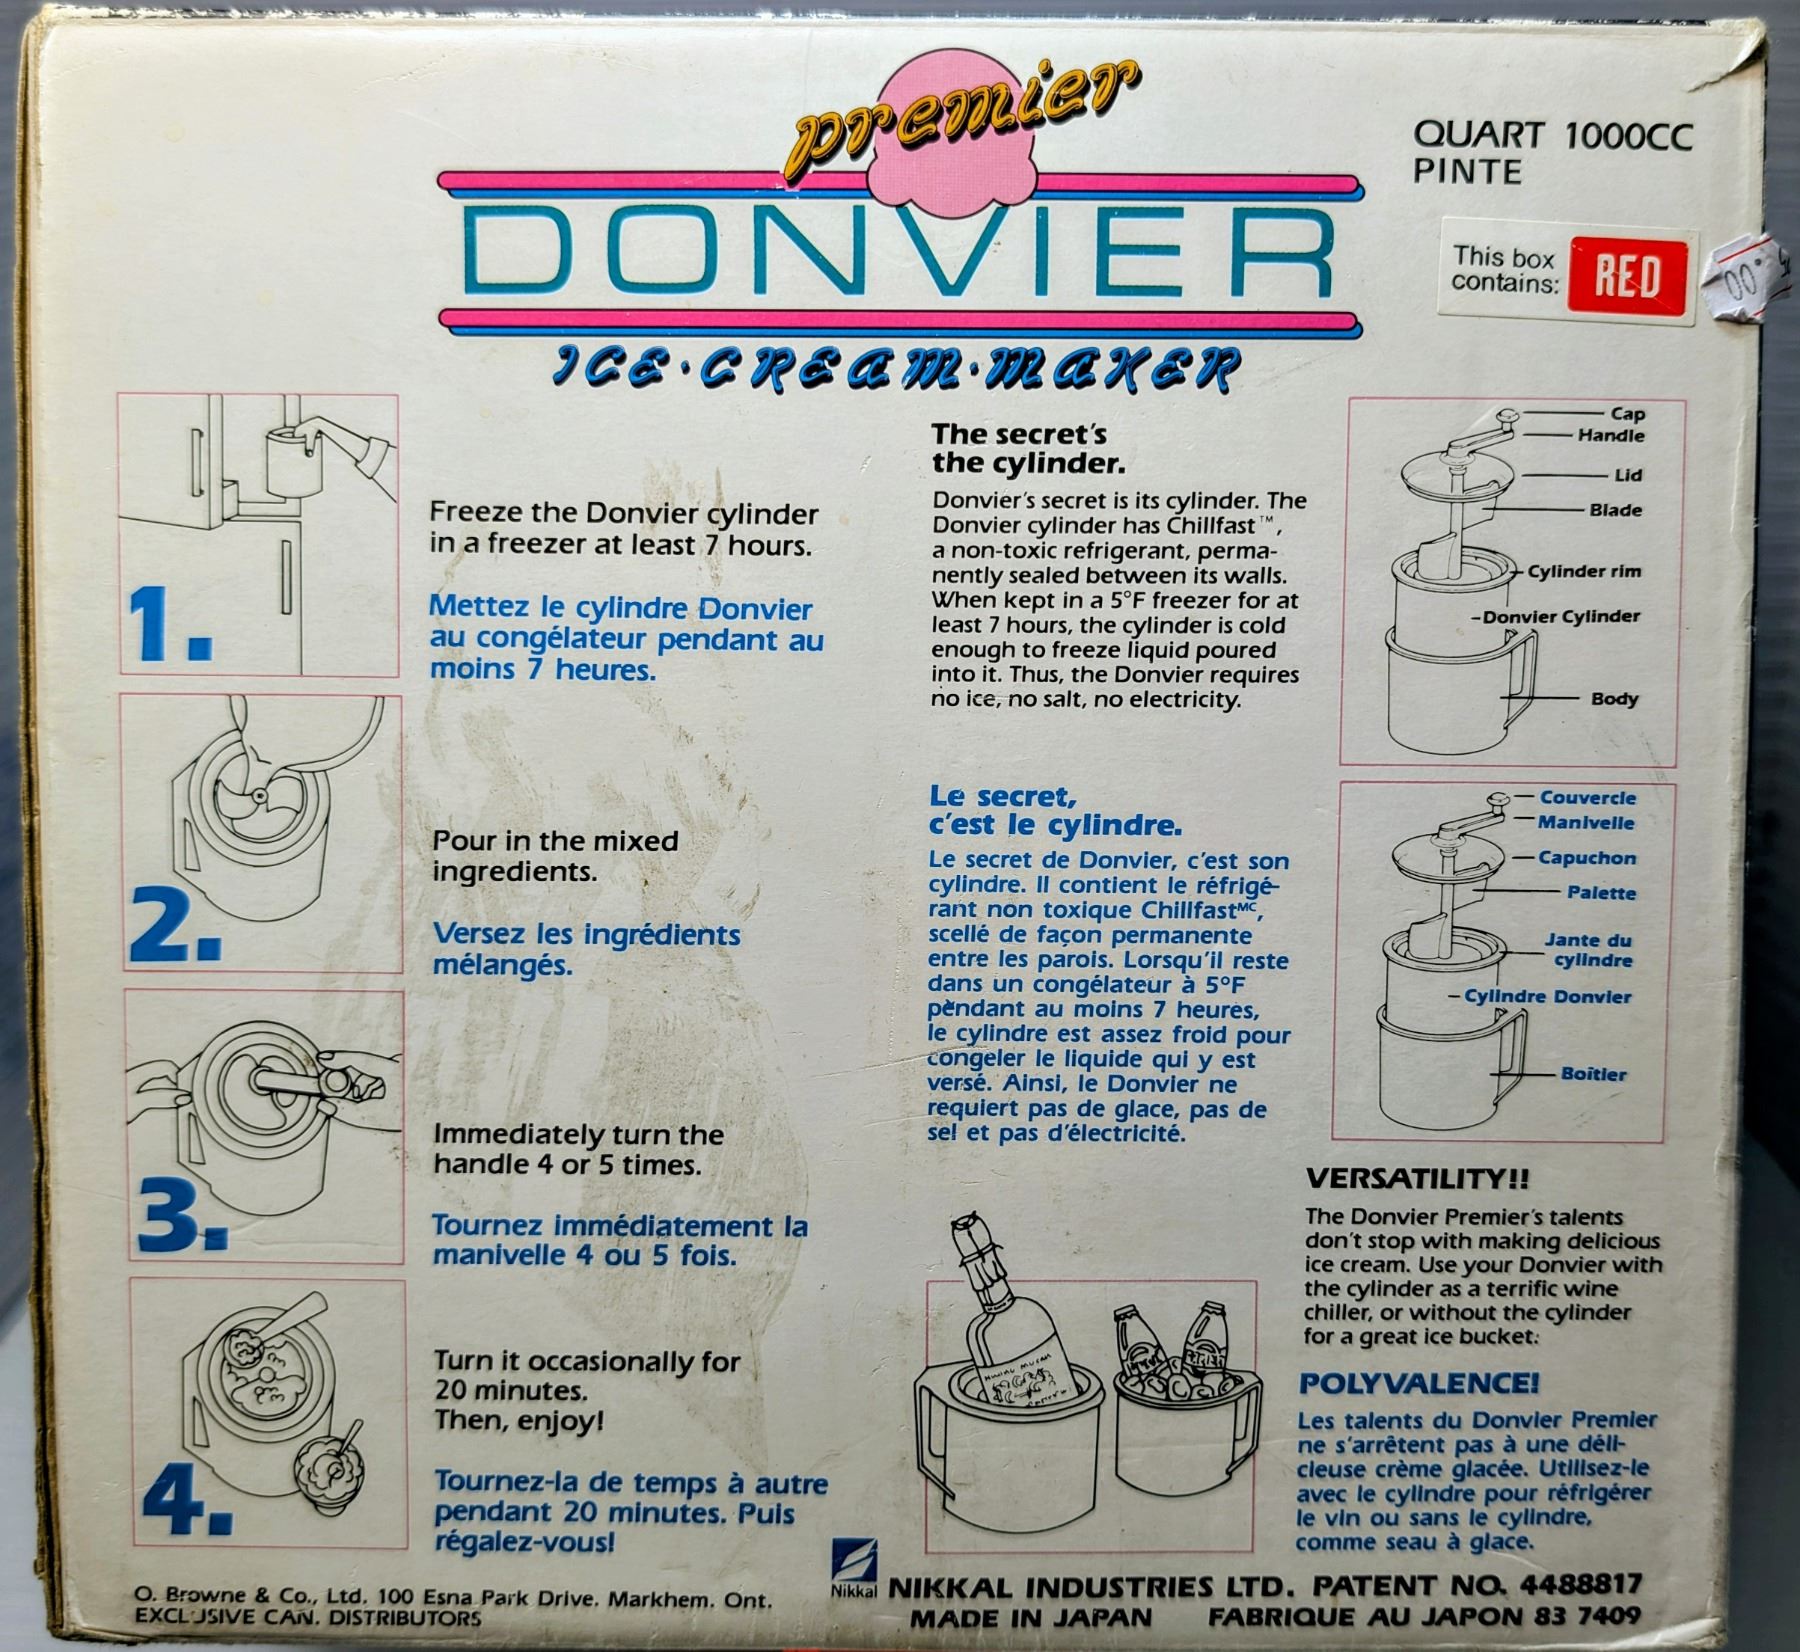 premier
DONVIER
ICE·CREAM·MAKER
QUART 1000CC
PINTE
This box
contains:
RED
1.
Freeze the Donvier cylinder
in a freezer at least 7 hours.
Mettez le cylindre Donvier
au congélateur pendant au
moins 7 heures.
2.
Pour in the mixed
ingredients.
Versez les ingrédients
mélangés.
3.
Immediately turn the
handle 4 or 5 times.
Tournez immédiatement la
manivelle 4 ou 5 fois.
4.
Turn it occasionally for
20 minutes.
Then, enjoy!
Tournez-la de temps à autre
pendant 20 minutes. Puis
régalez-vous!
The secret's
the cylinder.
Donvier's secret is its cylinder. The
Donvier cylinder has Chillfast™,
a non-toxic refrigerant, perma-
nently sealed between its walls.
When kept in a 5°F freezer for at
least 7 hours, the cylinder is cold
enough to freeze liquid poured
into it. Thus, the Donvier requires
no ice, no salt, no electricity.
Le secret,
c'est le cylindre.
Le secret de Donvier, c'est son
cylindre. Il contient le réfrigé-
rant non toxique Chillfastᴹᶜ,
scellé de façon permanente
entre les parois. Lorsqu'il reste
dans un congélateur à 5°F
pendant au moins 7 heures,
le cylindre est assez froid pour
congeler le liquide qui y est
versé. Ainsi, le Donvier ne
requiert pas de glace, pas de
sel et pas d'électricité.
Cap
Handle
Lid
Blade
Cylinder rim
Donvier Cylinder
Body
Couvercle
Manivelle
Capuchon
Palette
Jante du
cylindre
Cylindre Donvier
Boîtier
VERSATILITY!!
The Donvier Premier's talents
don't stop with making delicious
ice cream. Use your Donvier with
the cylinder as a terrific wine
chiller, or without the cylinder
for a great ice bucket.
POLYVALENCE!
Les talents du Donvier Premier
ne s'arrêtent pas à une déli-
cieuse crème glacée. Utilisez-le
avec le cylindre pour réfrigérer
le vin ou sans le cylindre,
comme seau à glace.
O. Browne & Co., Ltd. 100 Esna Park Drive. Markhem. Ont.
EXCLUSIVE CAN. DISTRIBUTORS
Nikkal
NIKKAL INDUSTRIES LTD. PATENT NO. 4488817
MADE IN JAPAN FABRIQUE AU JAPON 83 7409